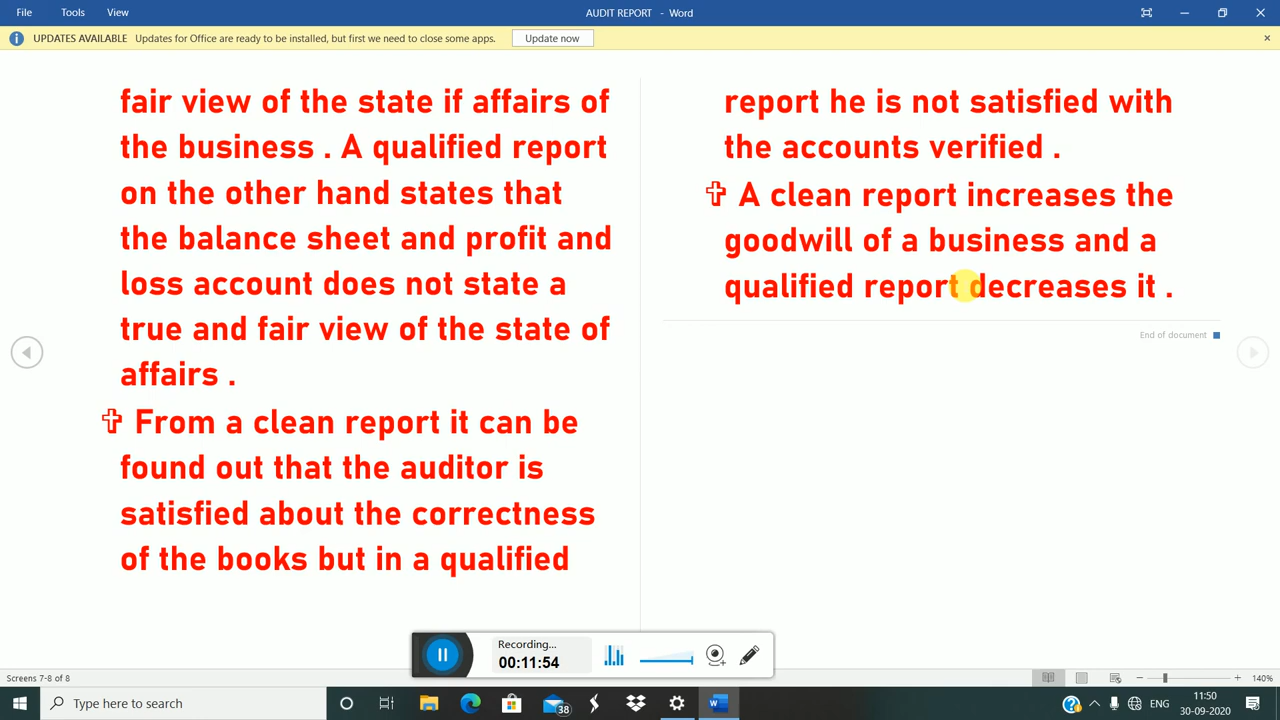 File Tools View AUDIT REPORT - Word
UPDATES AVAILABLE Updates for Office are ready to be installed, but first we need to close some apps. Update now
fair view of the state if affairs of
the business . A qualified report
on the other hand states that
the balance sheet and profit and
loss account does not state a
true and fair view of the state of
affairs .
✞ From a clean report it can be
found out that the auditor is
satisfied about the correctness
of the books but in a qualified
report he is not satisfied with
the accounts verified .
✞ A clean report increases the
goodwill of a business and a
qualified report decreases it .
End of document
Recording...
00:11:54
Screens 7-8 of 8
140%
Type here to search
38
ENG
11:50
30-09-2020